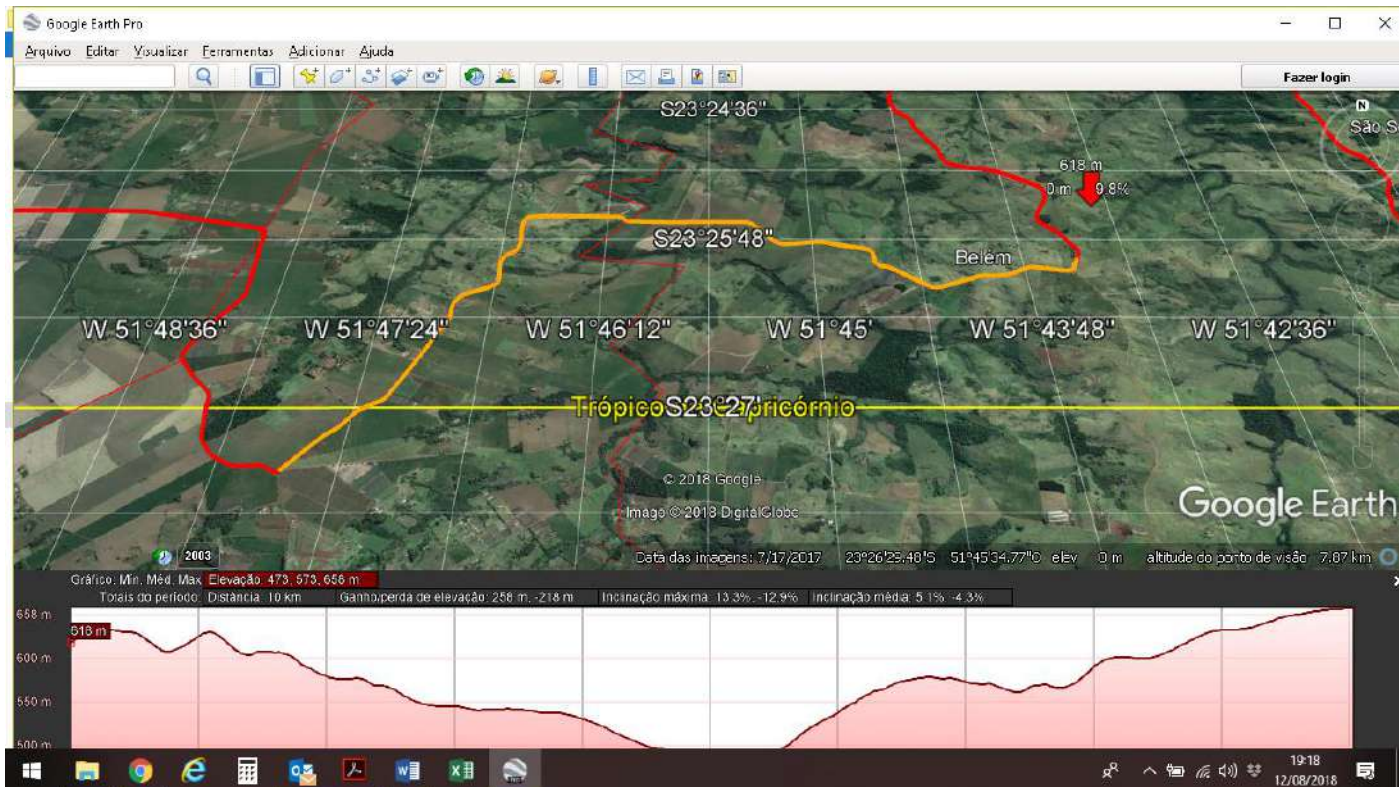 Google Earth Pro
Arquivo Editar Visualizar Ferramentas Adicionar Ajuda
Fazer login
S23°24'36"
N
São S
618 m
0 m 9.8%
S23°25'48"
Belém
W 51°48'36" W 51°47'24" W 51°46'12" W 51°45' W 51°43'48" W 51°42'36"
Trópico S23°27' Capricórnio
© 2018 Google
Image © 2018 DigitalGlobe
Google Earth
2003
Data das imagens: 7/17/2017 23°26'29.48"S 51°45'34.77"O elev 0 m altitude do ponto de visão 7.87 km
Gráfico: Mín. Méd. Max Elevação: 473, 573, 658 m
Totais do período: Distância: 10 km Ganho/perda de elevação: 258 m, -218 m Inclinação máxima: 13.3%, -12.9% Inclinação média: 5.1% -4.3%
658 m
618 m
600 m
550 m
500 m
19:18
12/08/2018